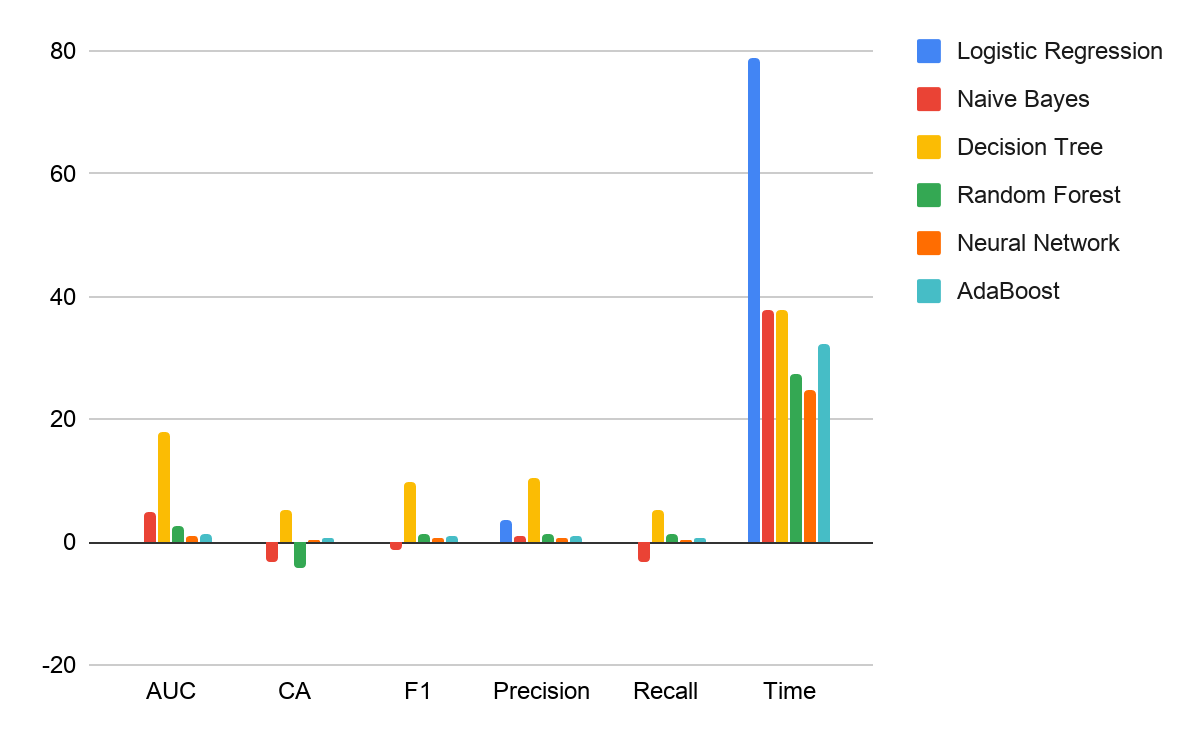 80
60
40
20
0
-20
AUC
CA
F1
Precision
Recall
Time
Logistic Regression
Naive Bayes
Decision Tree
Random Forest
Neural Network
AdaBoost